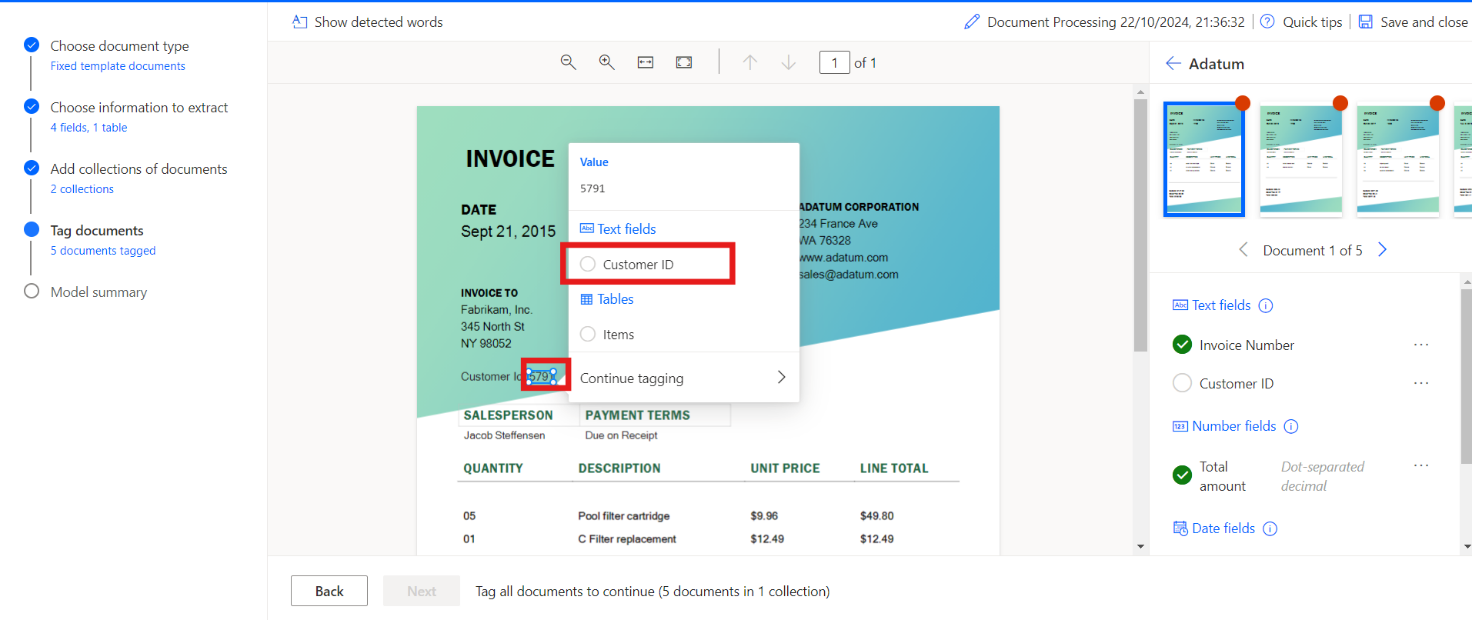 Show detected words
Document Processing 22/10/2024, 21:36:32
Quick tips
Save and close
Choose document type
Fixed template documents
Choose information to extract
4 fields, 1 table
Add collections of documents
2 collections
Tag documents
5 documents tagged
Model summary
1 of 1
INVOICE
DATE
Sept 21, 2015
INVOICE TO
Fabrikam, Inc.
345 North St
NY 98052
Customer Id 5791
ADATUM CORPORATION
234 France Ave
WA 76328
www.adatum.com
sales@adatum.com
Value
5791
Abc Text fields
Customer ID
Tables
Items
Continue tagging
SALESPERSON PAYMENT TERMS
Jacob Steffensen Due on Receipt
QUANTITY DESCRIPTION UNIT PRICE LINE TOTAL
05 Pool filter cartridge $9.96 $49.80
01 C Filter replacement $12.49 $12.49
Adatum
Document 1 of 5
Abc Text fields
Invoice Number
Customer ID
123 Number fields
Total amount
Dot-separated decimal
Date fields
Back
Next
Tag all documents to continue (5 documents in 1 collection)